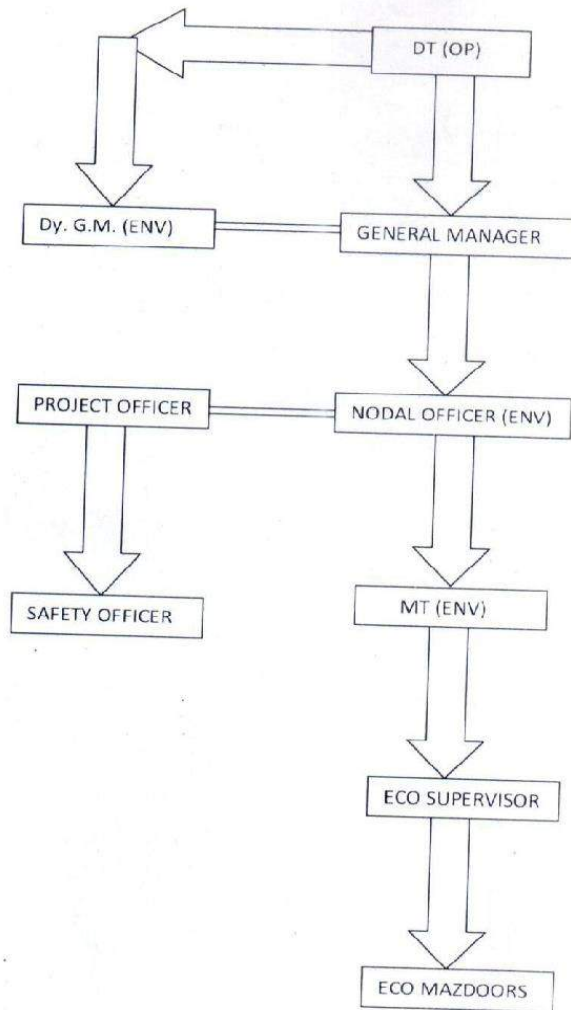 DT (OP)
Dy. G.M. (ENV)
GENERAL MANAGER
PROJECT OFFICER
NODAL OFFICER (ENV)
SAFETY OFFICER
MT (ENV)
ECO SUPERVISOR
ECO MAZDOORS